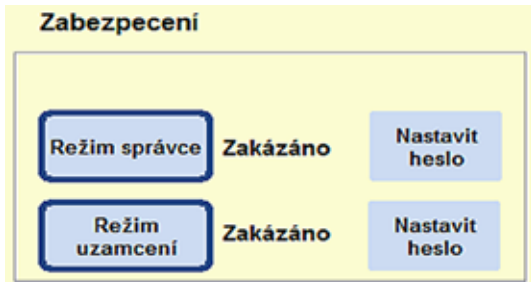 Zabezpecení
Režim správce Zakázáno Nastavit
heslo
Režim
uzamcení Zakázáno Nastavit
heslo